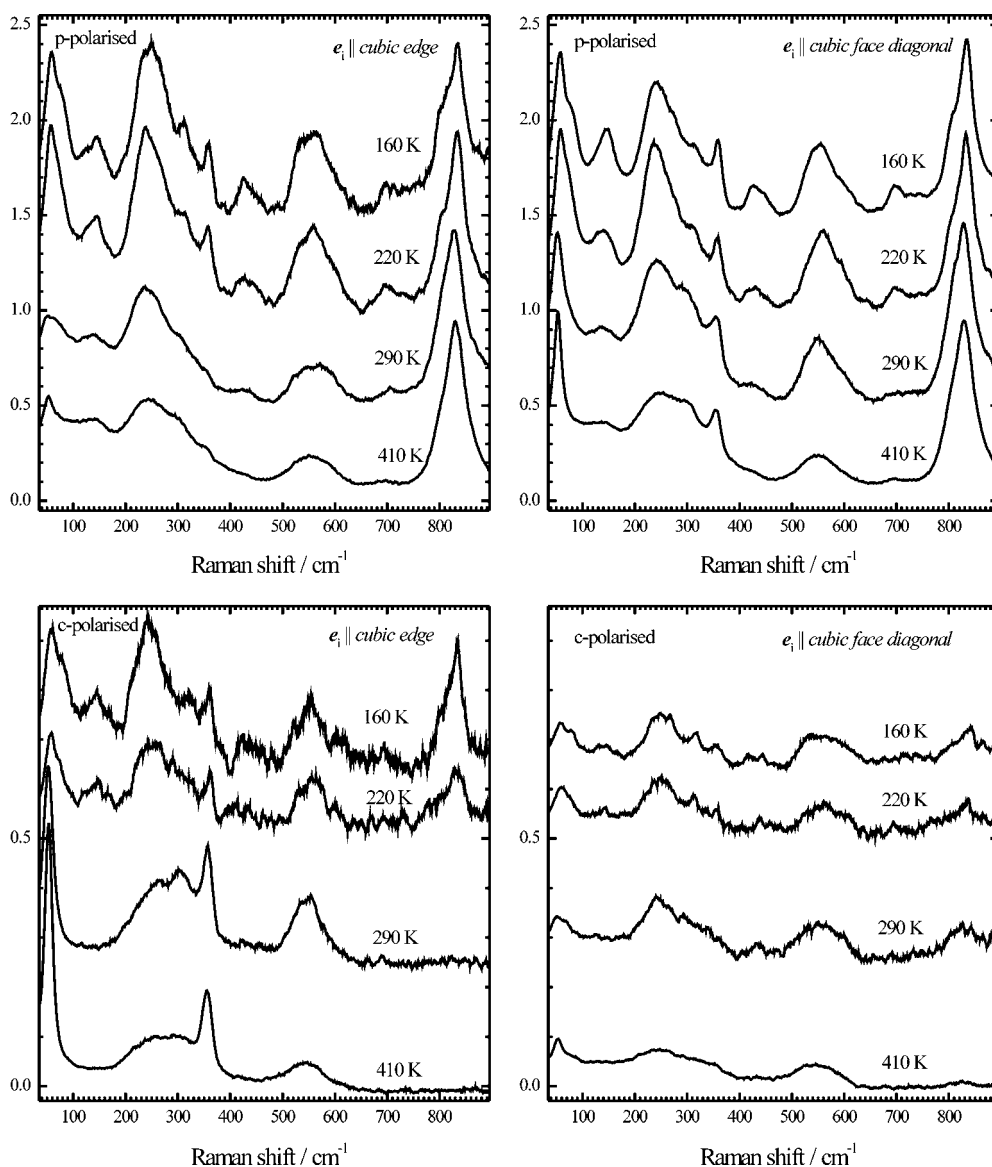 2.5
2.0
1.5
1.0
0.5
0.0
p-polarised
e_i || cubic edge
160 K
220 K
290 K
410 K
100 200 300 400 500 600 700 800
Raman shift / cm⁻¹
2.5
2.0
1.5
1.0
0.5
0.0
p-polarised
e_i || cubic face diagonal
160 K
220 K
290 K
410 K
100 200 300 400 500 600 700 800
Raman shift / cm⁻¹
0.5
0.0
c-polarised
e_i || cubic edge
160 K
220 K
290 K
410 K
100 200 300 400 500 600 700 800
Raman shift / cm⁻¹
0.5
0.0
c-polarised
e_i || cubic face diagonal
160 K
220 K
290 K
410 K
100 200 300 400 500 600 700 800
Raman shift / cm⁻¹